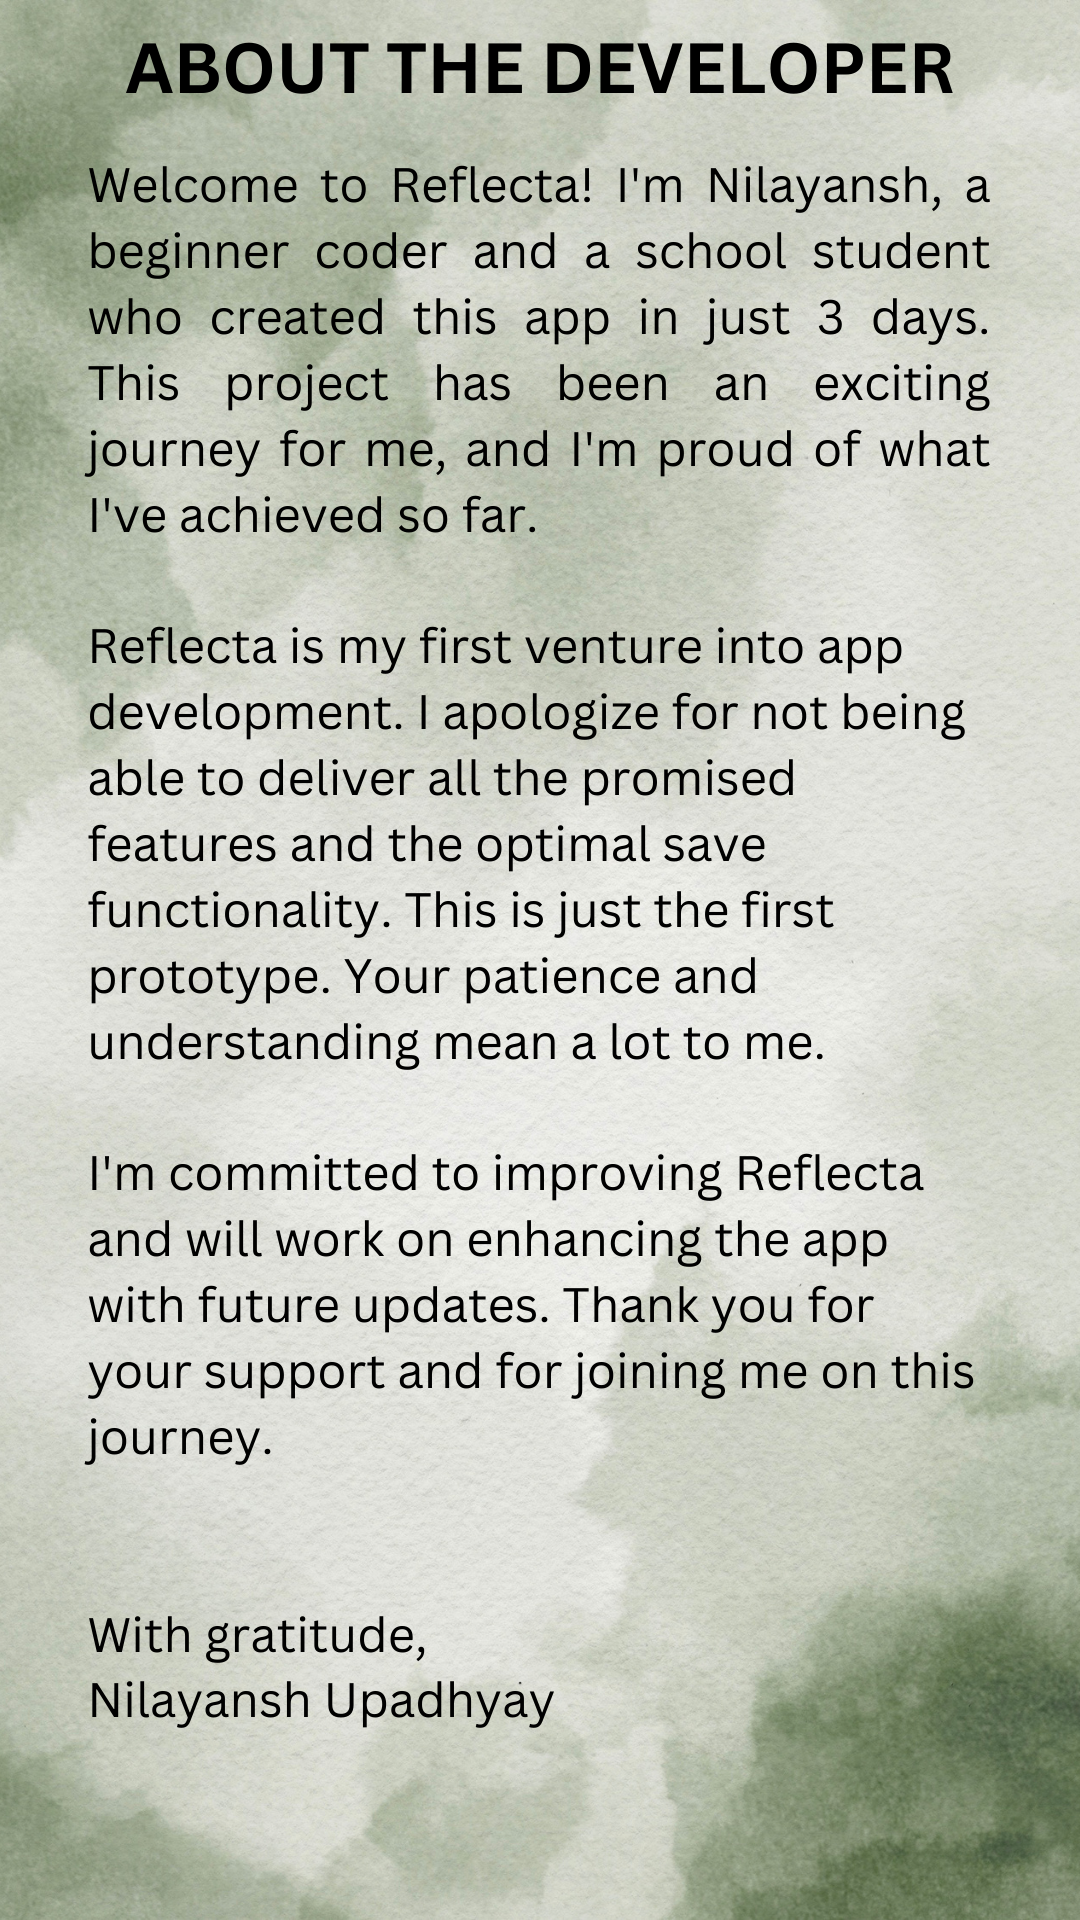 ABOUT THE DEVELOPER
Welcome to Reflecta! I'm Nilayansh, a
beginner coder and a school student
who created this app in just 3 days.
This project has been an exciting
journey for me, and I'm proud of what
I've achieved so far.
Reflecta is my first venture into app
development. I apologize for not being
able to deliver all the promised
features and the optimal save
functionality. This is just the first
prototype. Your patience and
understanding mean a lot to me.
I'm committed to improving Reflecta
and will work on enhancing the app
with future updates. Thank you for
your support and for joining me on this
journey.
With gratitude,
Nilayansh Upadhyay